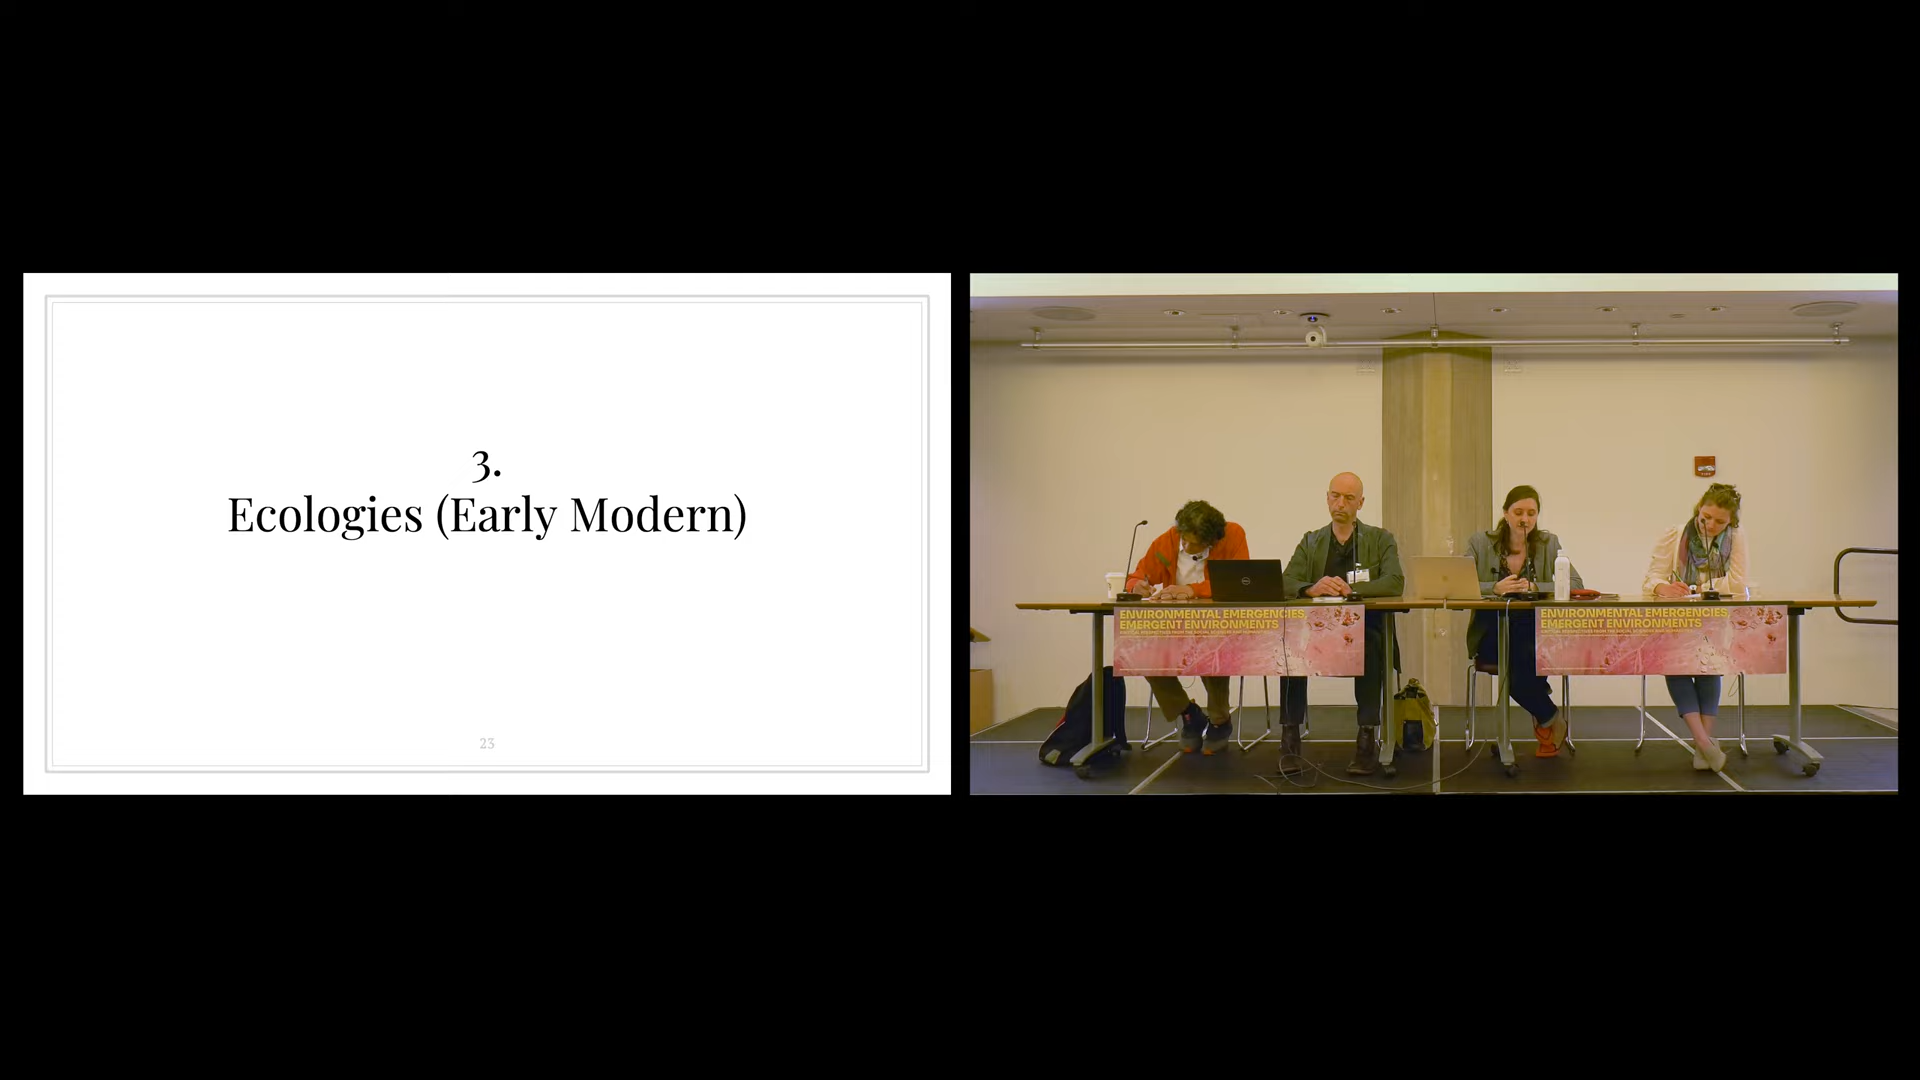 3.
Ecologies (Early Modern)
23
ENVIRONMENTAL EMERGENCIES,
EMERGENT ENVIRONMENTS
ENVIRONMENTAL EMERGENCIES,
EMERGENT ENVIRONMENTS